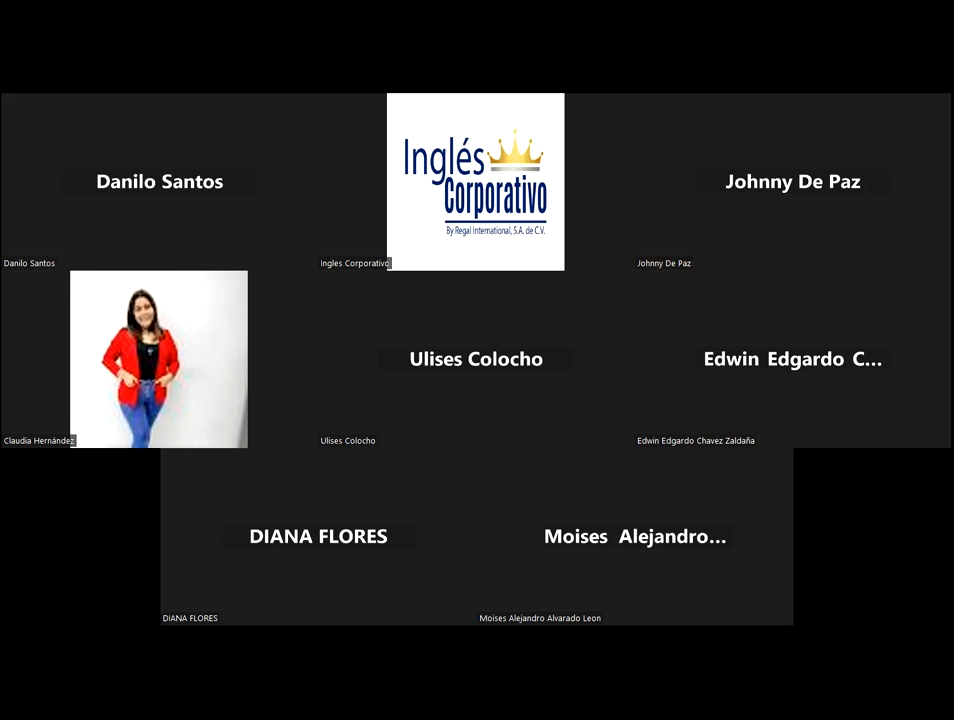 Danilo Santos
Danilo Santos
Inglés
Corporativo
By Regal International, S.A. de C.V.
Ingles Corporativo
Johnny De Paz
Johnny De Paz
Claudia Hernández
Ulises Colocho
Ulises Colocho
Edwin Edgardo C...
Edwin Edgardo Chavez Zaldaña
DIANA FLORES
DIANA FLORES
Moises Alejandro...
Moises Alejandro Alvarado Leon